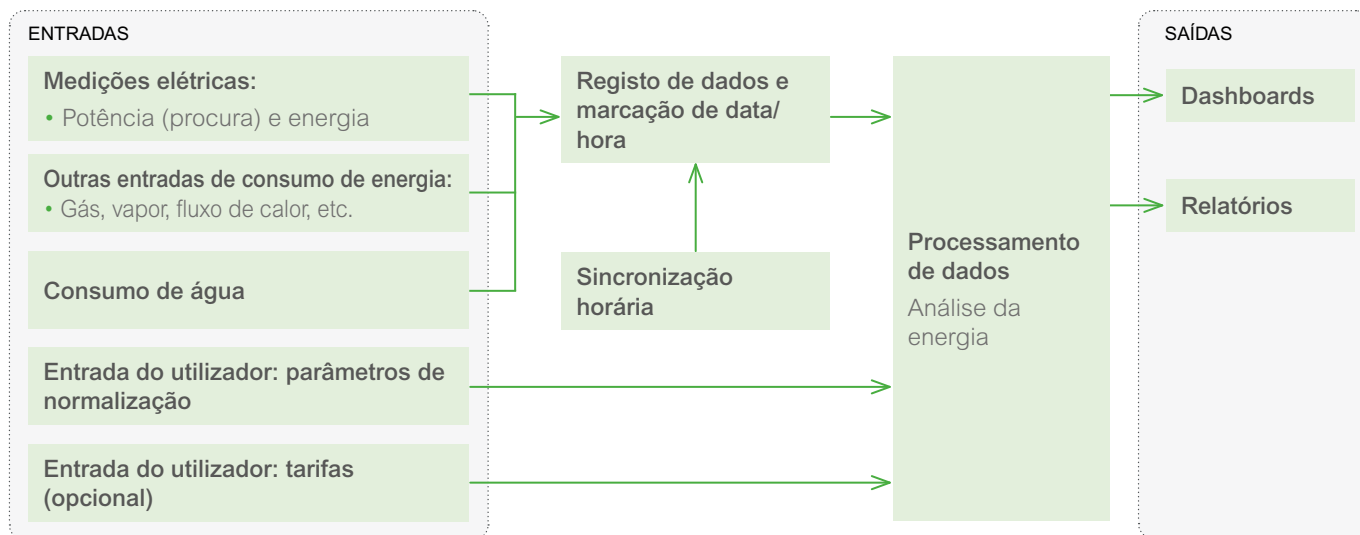 ENTRADAS
Medições elétricas:
• Potência (procura) e energia
Outras entradas de consumo de energia:
• Gás, vapor, fluxo de calor, etc.
Consumo de água
Entrada do utilizador: parâmetros de
normalização
Entrada do utilizador: tarifas
(opcional)
Registo de dados e
marcação de data/
hora
Sincronização
horária
Processamento
de dados
Análise da
energia
SAÍDAS
Dashboards
Relatórios